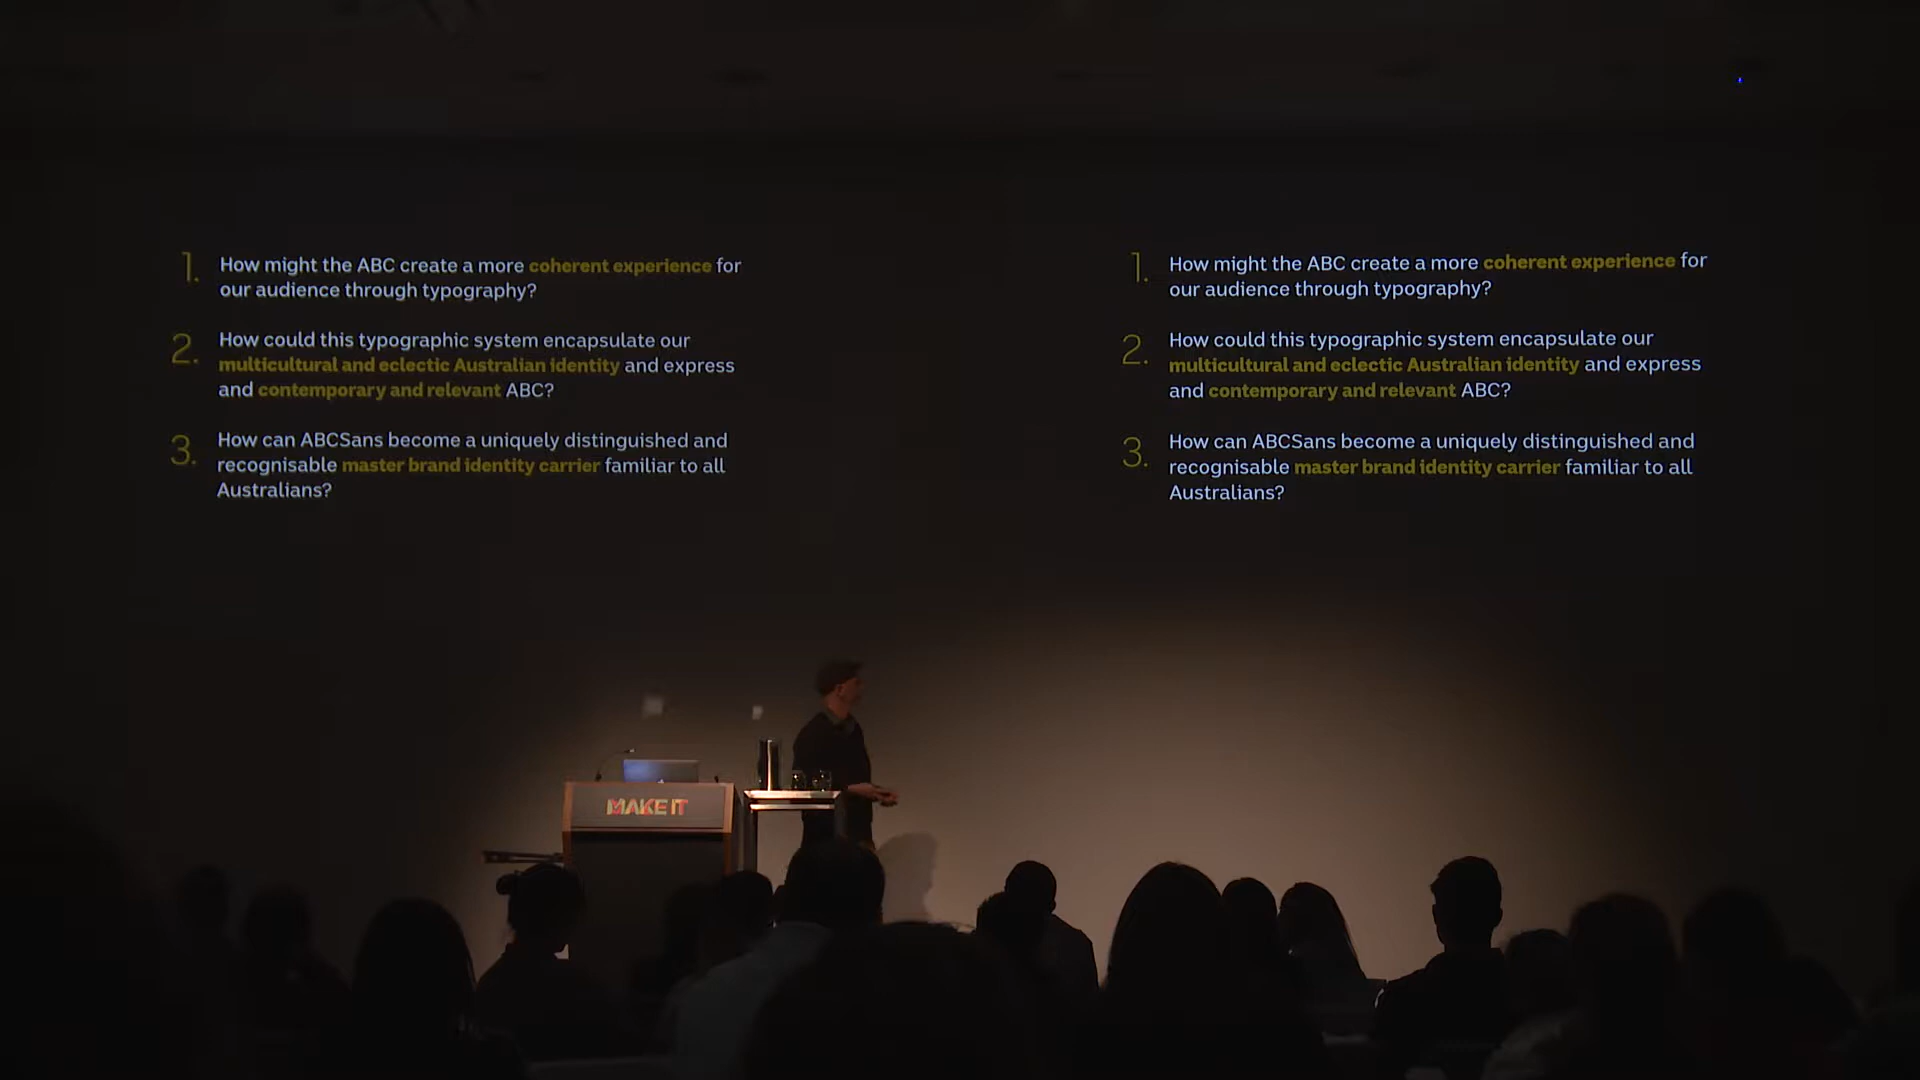 1. How might the ABC create a more coherent experience for
our audience through typography?
2. How could this typographic system encapsulate our
multicultural and eclectic Australian identity and express
and contemporary and relevant ABC?
3. How can ABCSans become a uniquely distinguished and
recognisable master brand identity carrier familiar to all
Australians?
1. How might the ABC create a more coherent experience for
our audience through typography?
2. How could this typographic system encapsulate our
multicultural and eclectic Australian identity and express
and contemporary and relevant ABC?
3. How can ABCSans become a uniquely distinguished and
recognisable master brand identity carrier familiar to all
Australians?
MAKE IT